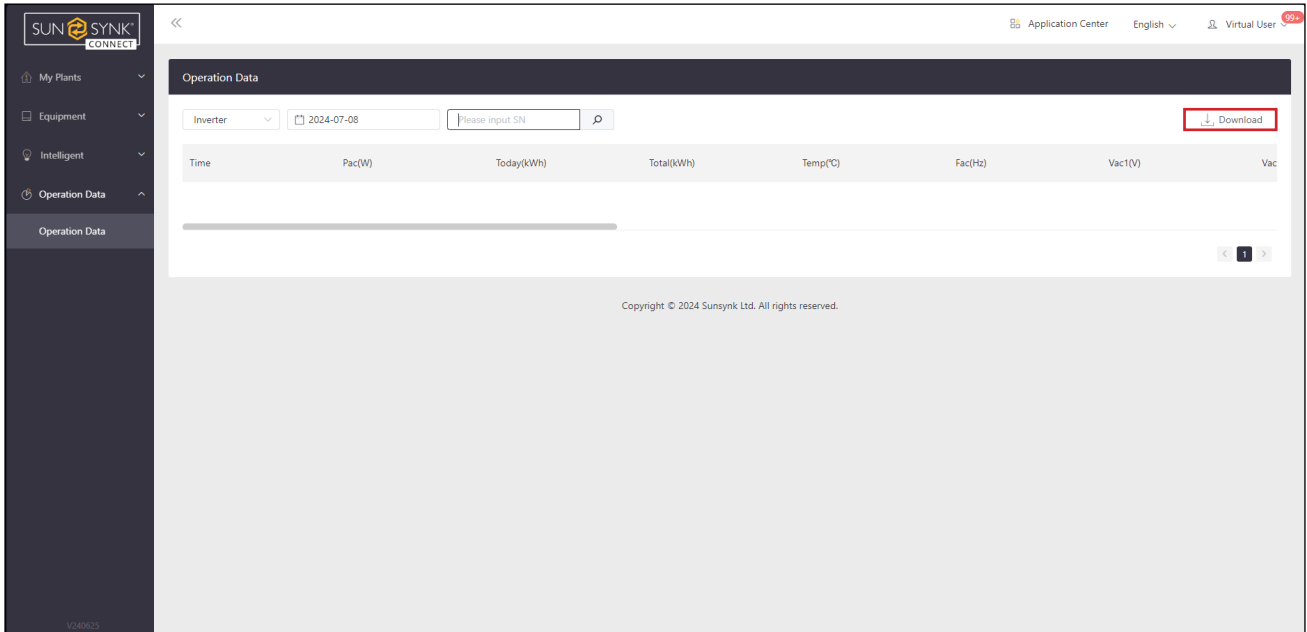 SUN SYNK
CONNECT
Application Center English Virtual User 99+
My Plants
Equipment
Intelligent
Operation Data
Operation Data
V240625
Operation Data
Inverter 2024-07-08 Please input SN Download
Time Pac(W) Today(kWh) Total(kWh) Temp(℃) Fac(Hz) Vac1(V) Vac
1
Copyright © 2024 Sunsynk Ltd. All rights reserved.